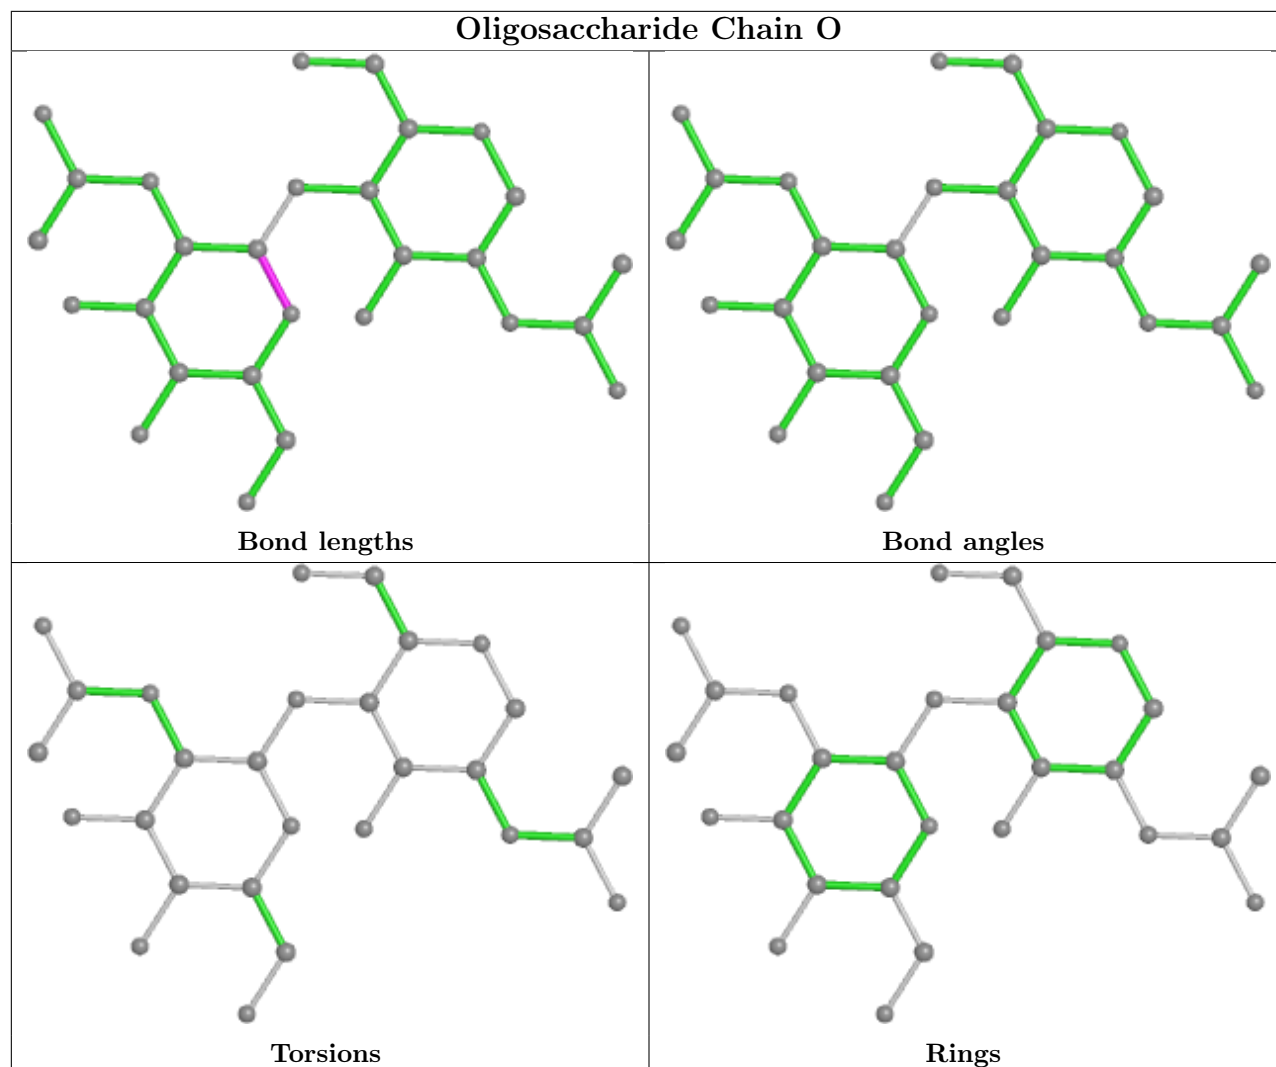 Oligosaccharide Chain O
Bond lengths
Bond angles
Torsions
Rings